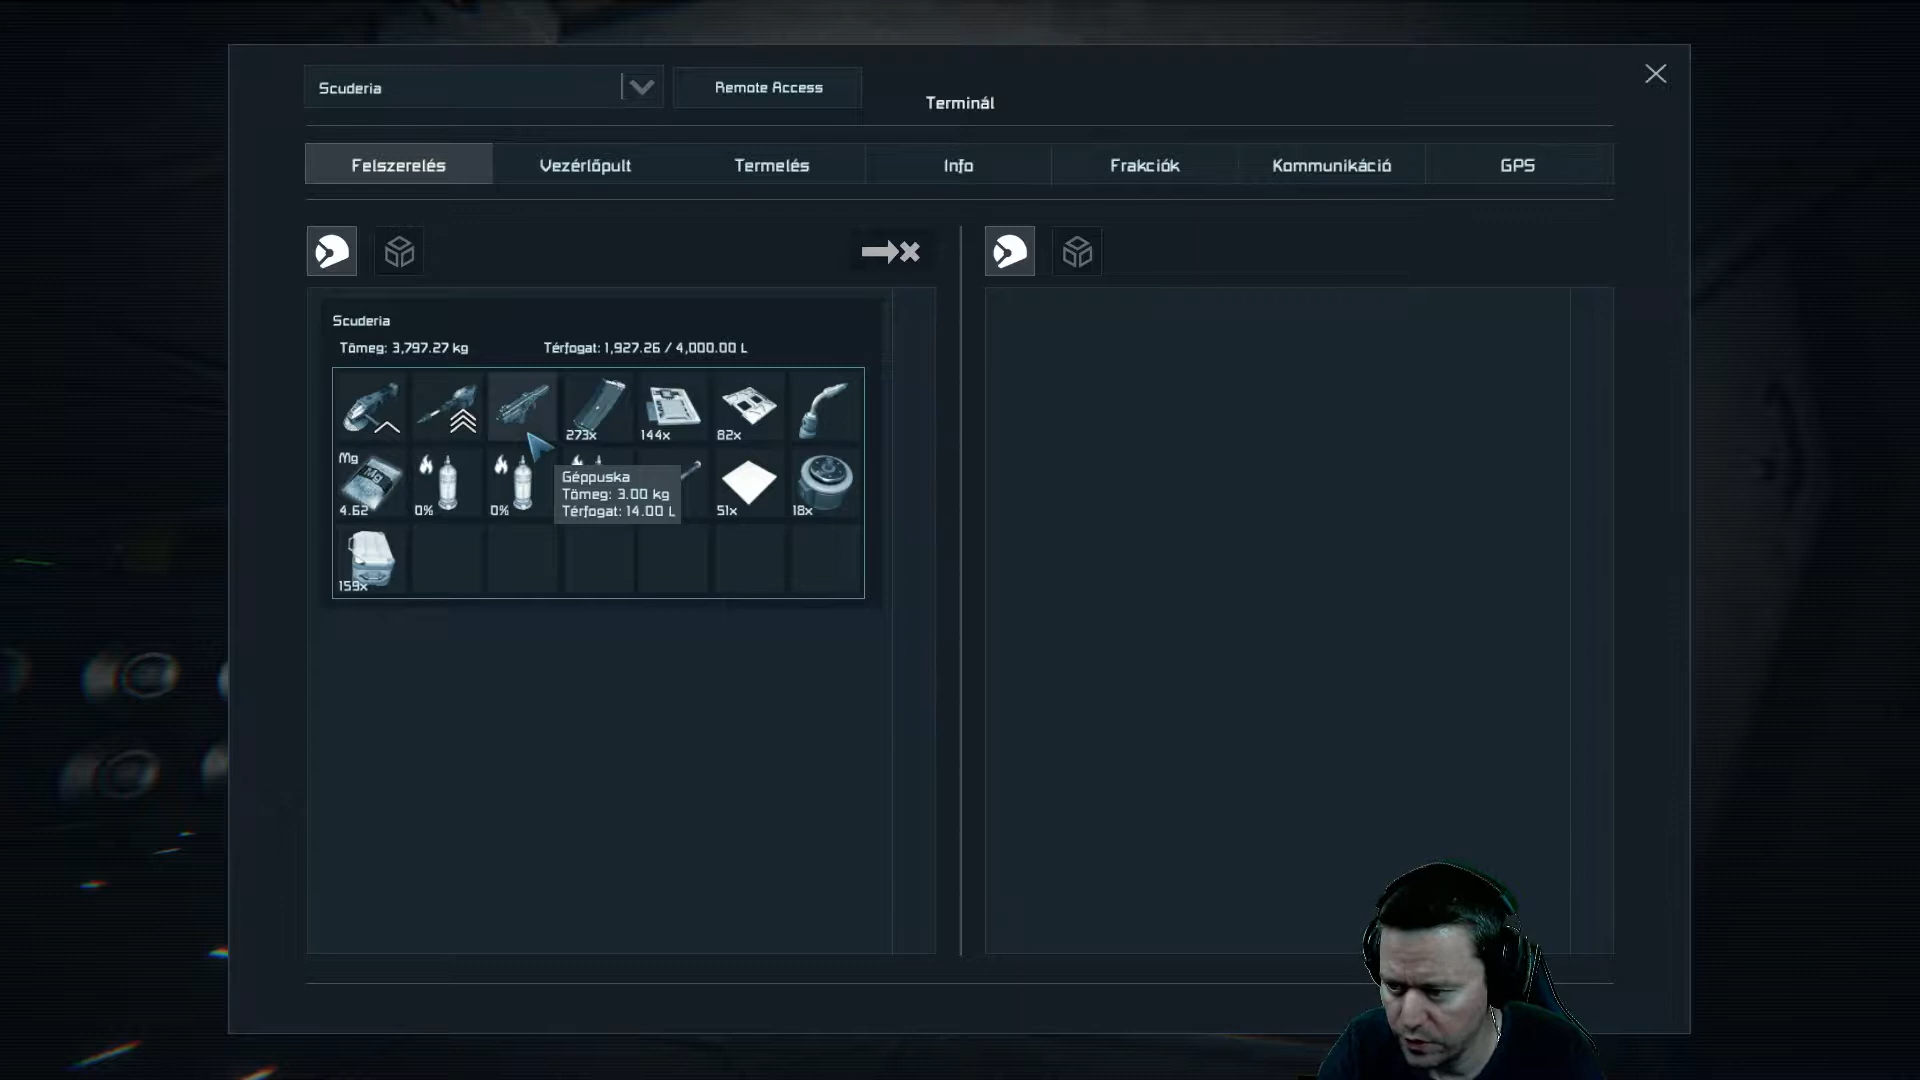 Scuderia
Remote Access
Terminál
Felszerelés
Vezérlőpult
Termelés
Info
Frakciók
Kommunikáció
GPS
Scuderia
Tömeg: 3,797.27 kg
Térfogat: 1,927.26 / 4,000.00 L
273x
144x
82x
Mg
Mg
4.62
0%
0%
Géppuska
Tömeg: 3.00 kg
Térfogat: 14.00 L
51x
18x
159x